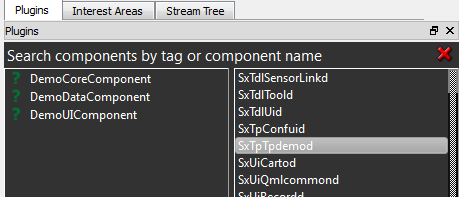 Plugins
Interest Areas
Stream Tree
Plugins
Search components by tag or component name
DemoCoreComponent
DemoDataComponent
DemoUIComponent
SxTdlSensorLinkd
SxTdlToold
SxTdlUid
SxTpConfuid
SxTpTpdemod
SxUiCartod
SxUiQmlcommond
SxUiRecordd